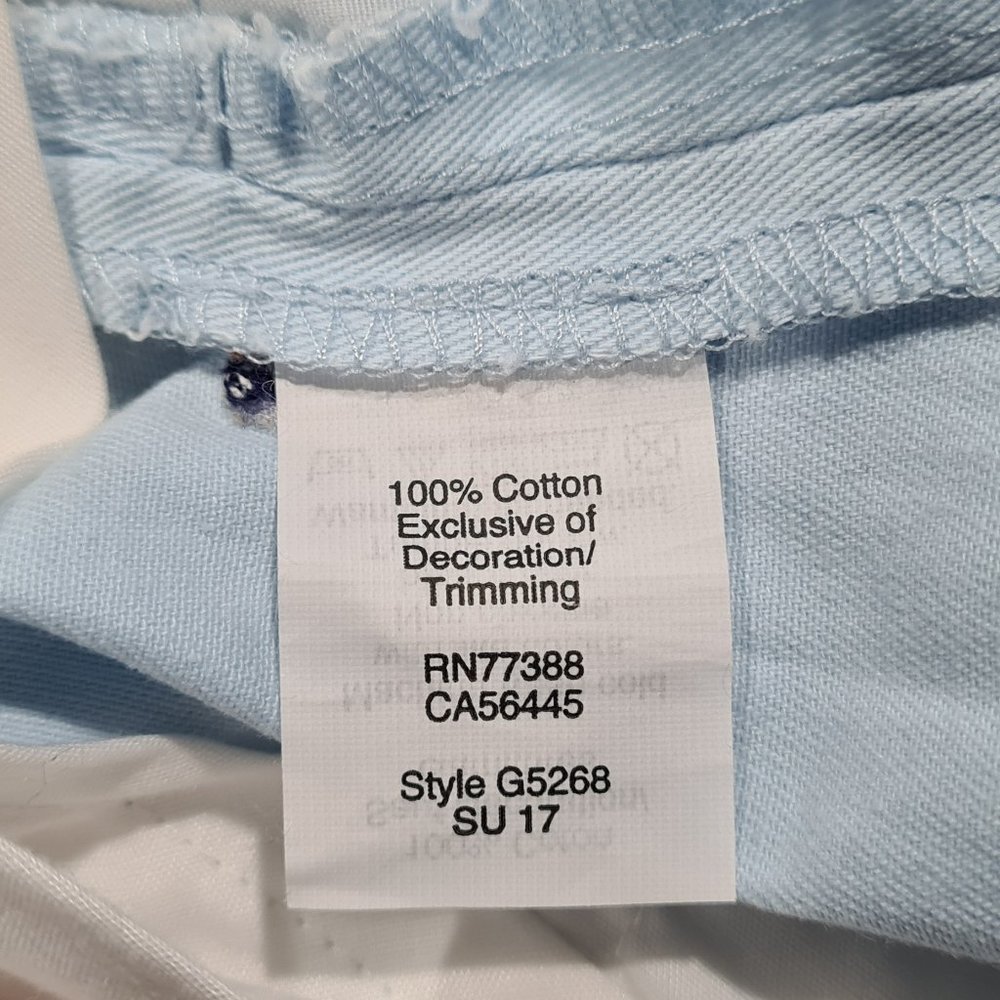 100% Cotton
Exclusive of
Decoration/
Trimming
RN77388
CA56445
Style G5268
SU 17